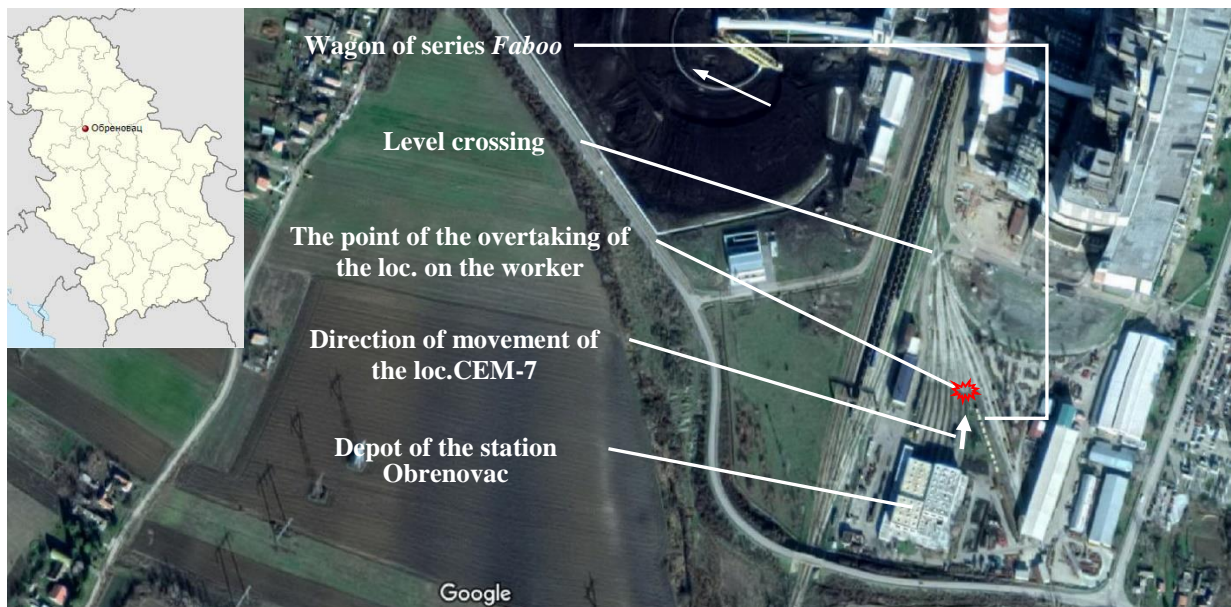 Обреновац
Wagon of series Faboo
Level crossing
The point of the overtaking of
the loc. on the worker
Direction of movement of
the loc.CEM-7
Depot of the station
Obrenovac
Google